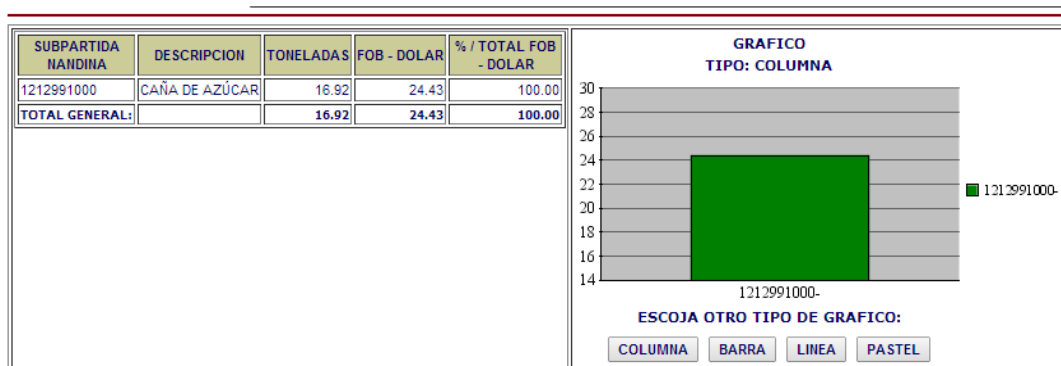 SUBPARTIDA NANDINA DESCRIPCION TONELADAS FOB - DOLAR % / TOTAL FOB - DOLAR
1212991000 CAÑA DE AZÚCAR 16.92 24.43 100.00
TOTAL GENERAL: 16.92 24.43 100.00
GRAFICO
TIPO: COLUMNA
30
28
26
24
22
20
18
16
14
1212991000-
1212991000-
ESCOJA OTRO TIPO DE GRAFICO:
COLUMNA BARRA LINEA PASTEL